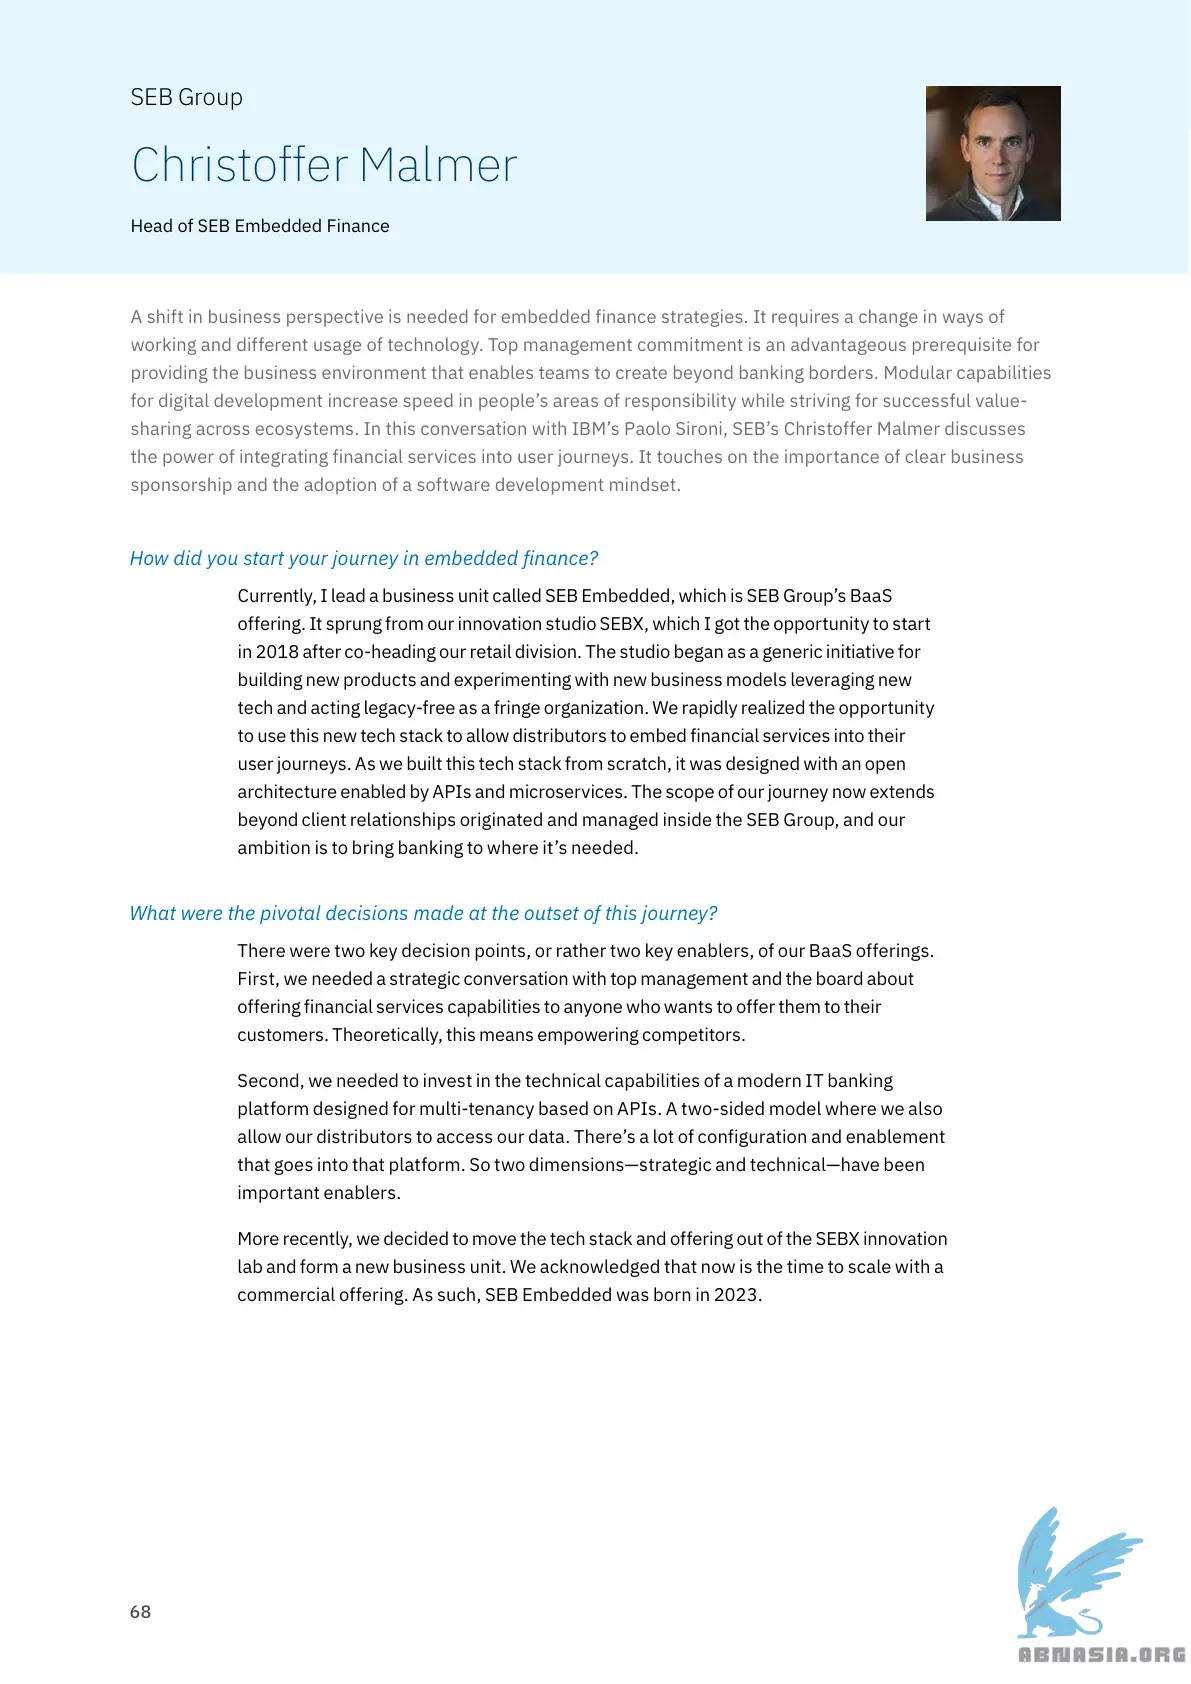 SEB Group
Christoffer Malmer
Head of SEB Embedded Finance
A shift in business perspective is needed for embedded finance strategies. It requires a change in ways of
working and different usage of technology. Top management commitment is an advantageous prerequisite for
providing the business environment that enables teams to create beyond banking borders. Modular capabilities
for digital development increase speed in people’s areas of responsibility while striving for successful value-
sharing across ecosystems. In this conversation with IBM’s Paolo Sironi, SEB’s Christoffer Malmer discusses
the power of integrating financial services into user journeys. It touches on the importance of clear business
sponsorship and the adoption of a software development mindset.
How did you start your journey in embedded finance?
Currently, I lead a business unit called SEB Embedded, which is SEB Group’s BaaS
offering. It sprung from our innovation studio SEBX, which I got the opportunity to start
in 2018 after co-heading our retail division. The studio began as a generic initiative for
building new products and experimenting with new business models leveraging new
tech and acting legacy-free as a fringe organization. We rapidly realized the opportunity
to use this new tech stack to allow distributors to embed financial services into their
user journeys. As we built this tech stack from scratch, it was designed with an open
architecture enabled by APIs and microservices. The scope of our journey now extends
beyond client relationships originated and managed inside the SEB Group, and our
ambition is to bring banking to where it’s needed.
What were the pivotal decisions made at the outset of this journey?
There were two key decision points, or rather two key enablers, of our BaaS offerings.
First, we needed a strategic conversation with top management and the board about
offering financial services capabilities to anyone who wants to offer them to their
customers. Theoretically, this means empowering competitors.
Second, we needed to invest in the technical capabilities of a modern IT banking
platform designed for multi-tenancy based on APIs. A two-sided model where we also
allow our distributors to access our data. There’s a lot of configuration and enablement
that goes into that platform. So two dimensions—strategic and technical—have been
important enablers.
More recently, we decided to move the tech stack and offering out of the SEBX innovation
lab and form a new business unit. We acknowledged that now is the time to scale with a
commercial offering. As such, SEB Embedded was born in 2023.
68
ABNASIA.ORG